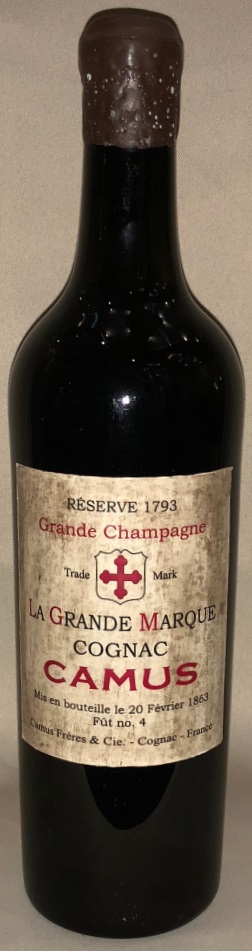 RÉSERVE 1793
Grande Champagne
Trade Mark
LA GRANDE MARQUE
COGNAC
CAMUS
Mis en bouteille le 20 Février 1863
Fût no. 4
Camus Frères & Cie. - Cognac - France